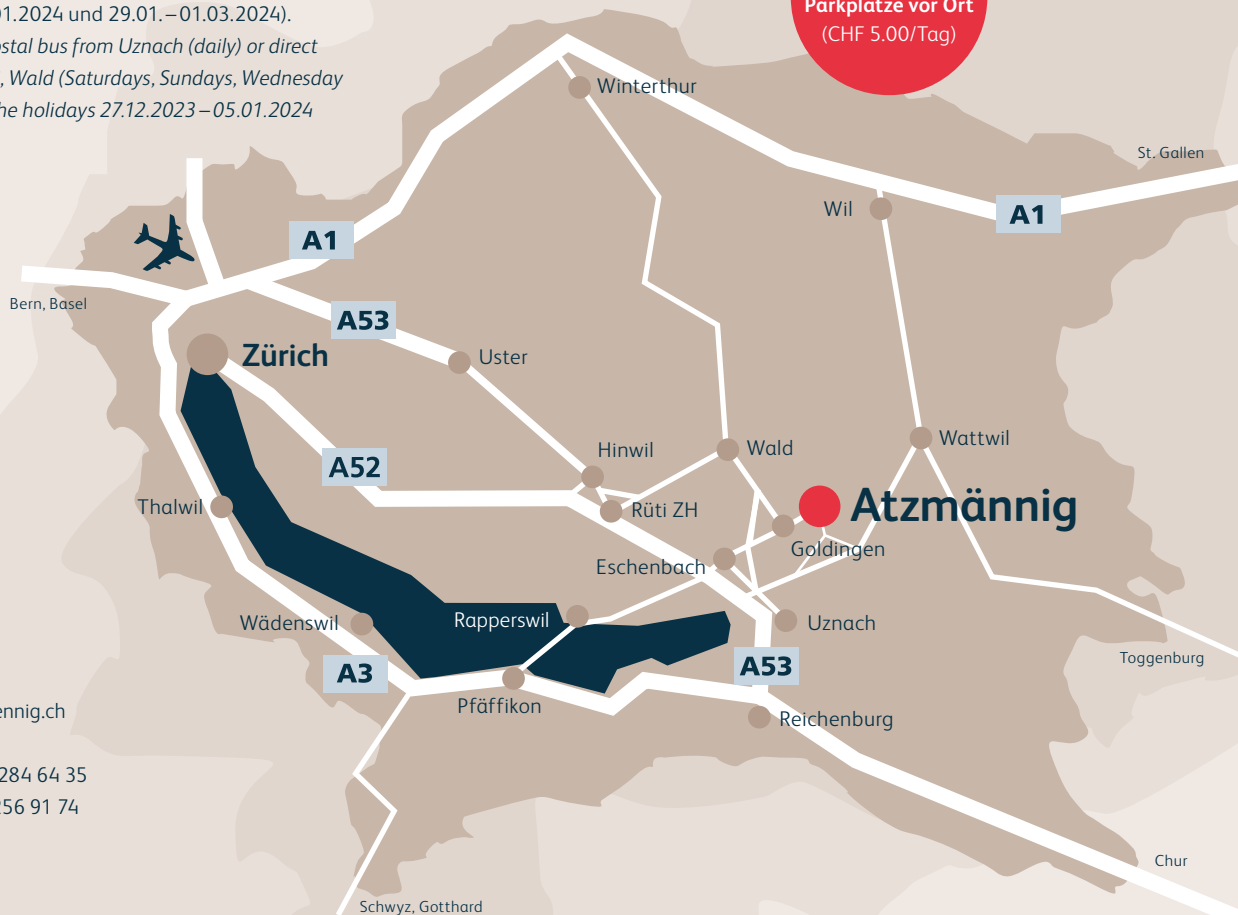 01.2024 und 29.01.–01.03.2024).
ostal bus from Uznach (daily) or direct
, Wald (Saturdays, Sundays, Wednesday
he holidays 27.12.2023–05.01.2024
Parkplätze vor Ort
(CHF 5.00/Tag)
Winterthur
St. Gallen
Wil
A1
A1
Bern, Basel
A53
Zürich
Uster
Hinwil
Wald
Wattwil
A52
Thalwil
Rüti ZH
Atzmännig
Goldingen
Eschenbach
Wädenswil
Rapperswil
Uznach
Toggenburg
A3
A53
Pfäffikon
Reichenburg
ennig.ch
284 64 35
256 91 74
Chur
Schwyz, Gotthard